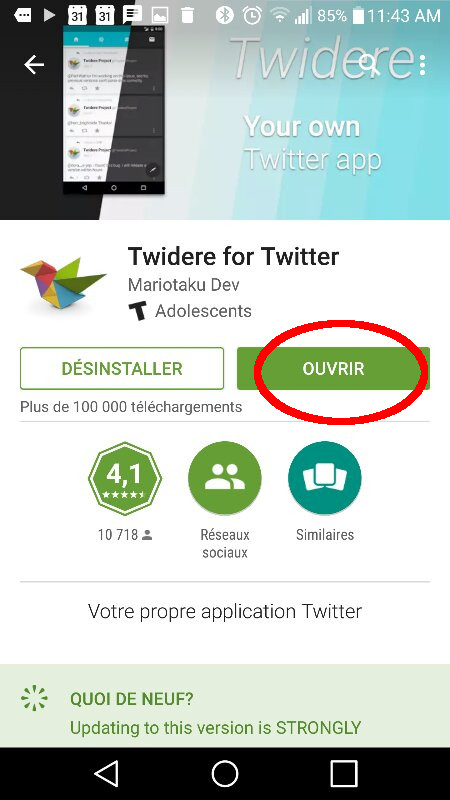 31
31
85%
11:43 AM
Twidere
Your own
Twitter app
Twidere for Twitter
Mariotaku Dev
T Adolescents
DÉSINSTALLER
OUVRIR
Plus de 100 000 téléchargements
4,1
10 718
Réseaux
sociaux
Similaires
Votre propre application Twitter
QUOI DE NEUF?
Updating to this version is STRONGLY